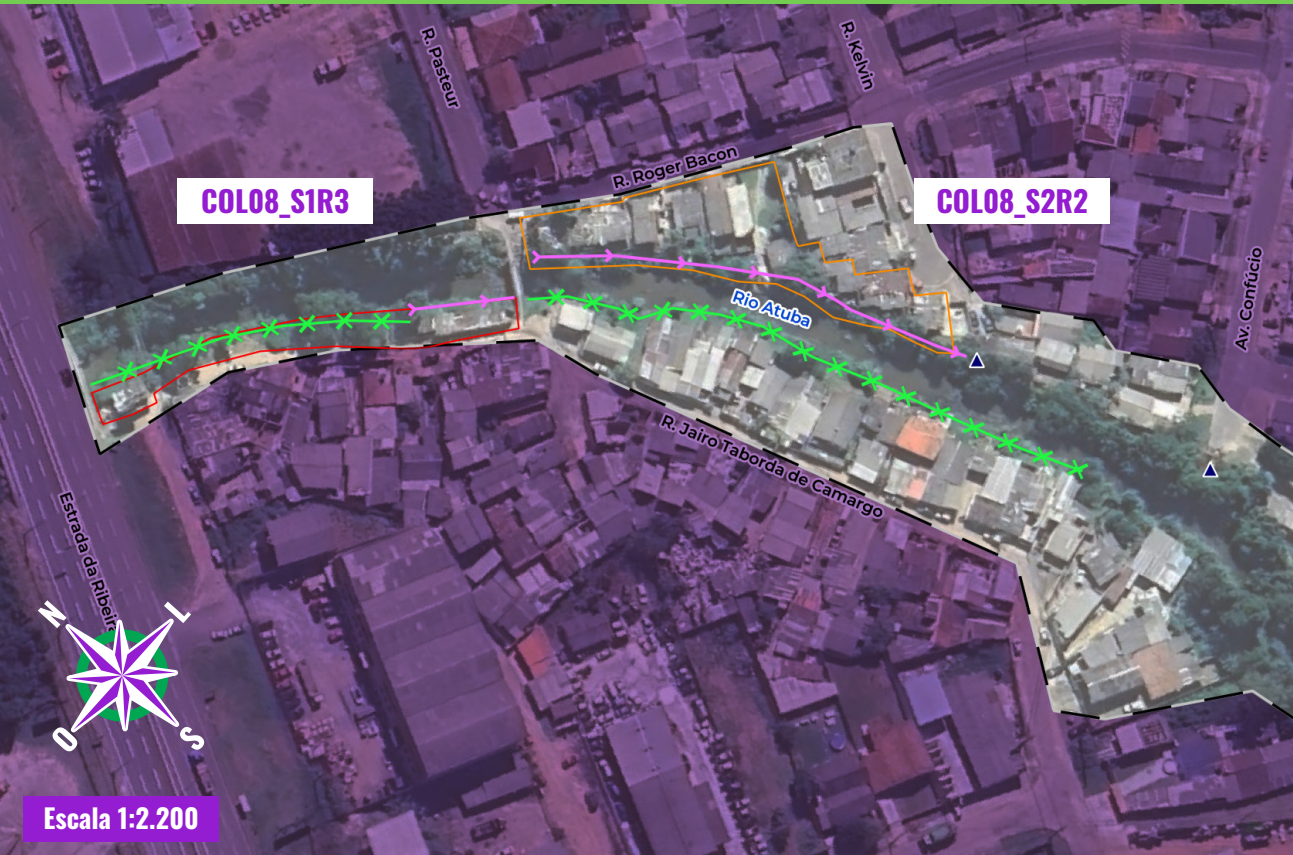 R. Pasteur
R. Kelvin
R. Roger Bacon
COL08_S1R3
COL08_S2R2
Av. Confúcio
Rio Atuba
R. Jairo Taborda de Camargo
Estrada da Ribeira
N
L
O
S
Escala 1:2.200